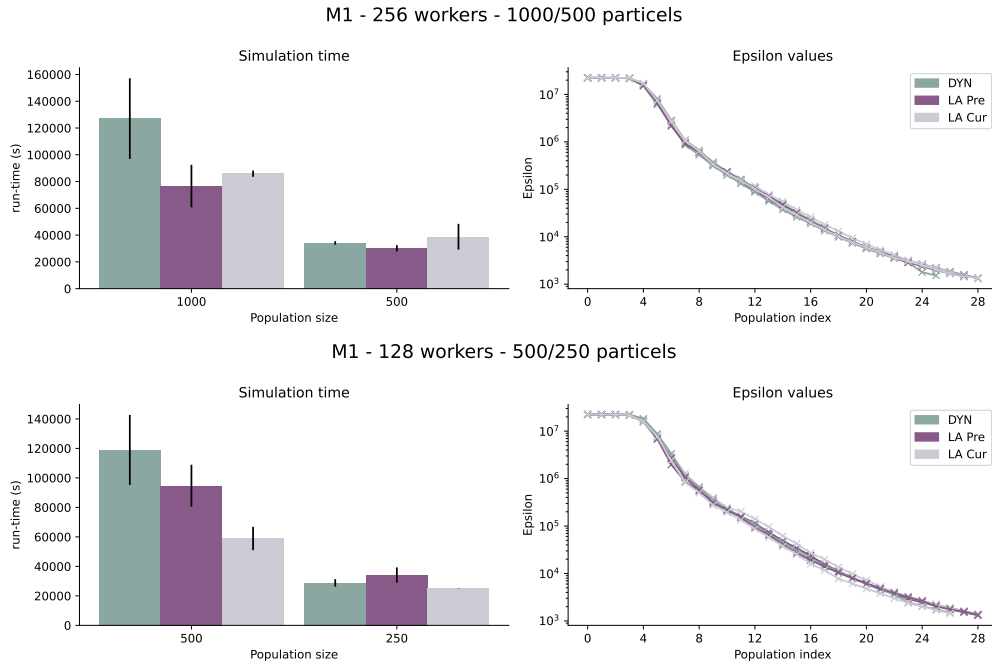 M1 - 256 workers - 1000/500 particels
Simulation time
160000
140000
120000
100000
80000
60000
40000
20000
0
run-time (s)
1000
500
Population size
Epsilon values
10^7
10^6
10^5
10^4
10^3
Epsilon
0
4
8
12
16
20
24
28
Population index
DYN
LA Pre
LA Cur
M1 - 128 workers - 500/250 particels
Simulation time
140000
120000
100000
80000
60000
40000
20000
0
run-time (s)
500
250
Population size
Epsilon values
10^7
10^6
10^5
10^4
10^3
Epsilon
0
4
8
12
16
20
24
28
Population index
DYN
LA Pre
LA Cur